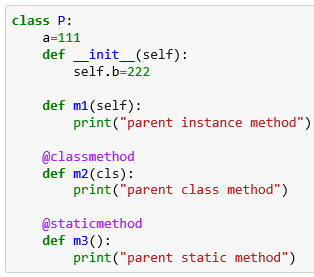 class P:
    a=111
    def __init__(self):
        self.b=222

    def m1(self):
        print("parent instance method")

    @classmethod
    def m2(cls):
        print("parent class method")

    @staticmethod
    def m3():
        print("parent static method")